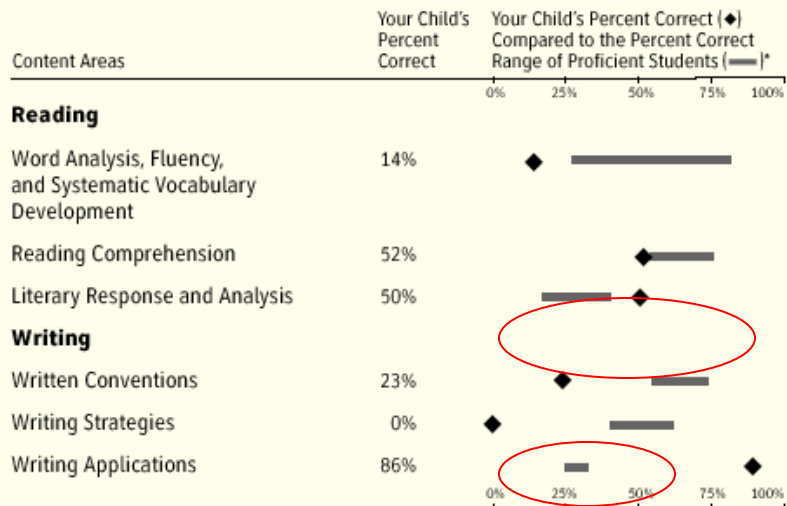 Your Child's Your Child's Percent Correct (◆)
Percent Compared to the Percent Correct
Content Areas Correct Range of Proficient Students (▬)*
0% 25% 50% 75% 100%
Reading
Word Analysis, Fluency, 14%
and Systematic Vocabulary
Development
Reading Comprehension 52%
Literary Response and Analysis 50%
Writing
Written Conventions 23%
Writing Strategies 0%
Writing Applications 86%
0% 25% 50% 75% 100%